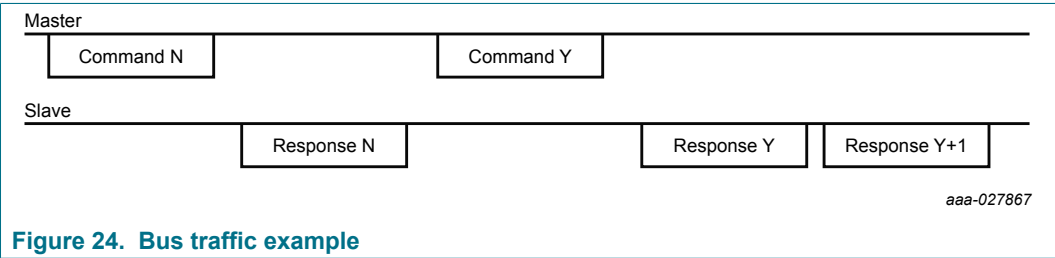 Master
Command N
Command Y
Slave
Response N
Response Y
Response Y+1
aaa-027867
Figure 24. Bus traffic example